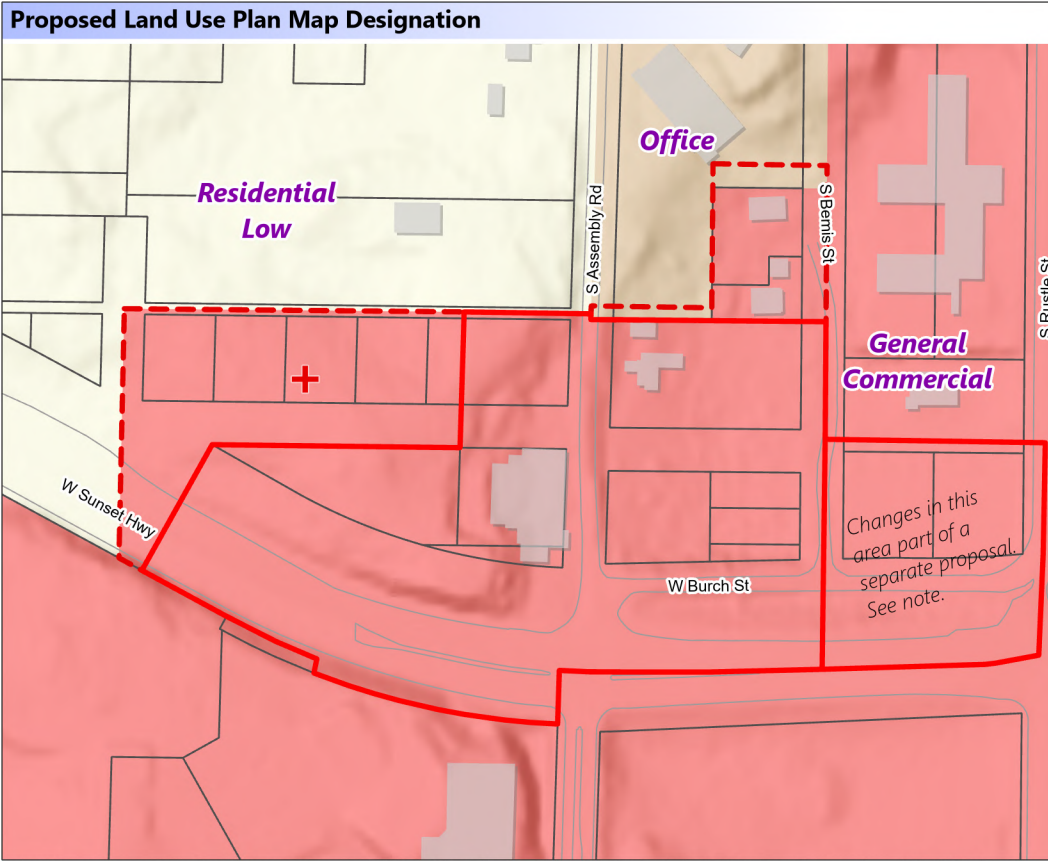 Proposed Land Use Plan Map Designation
Office
Residential
Low
S Assembly Rd
S Bemis St
S Rustle St
General
Commercial
W Sunset Hwy
Changes in this
area part of a
separate proposal.
See note.
W Burch St